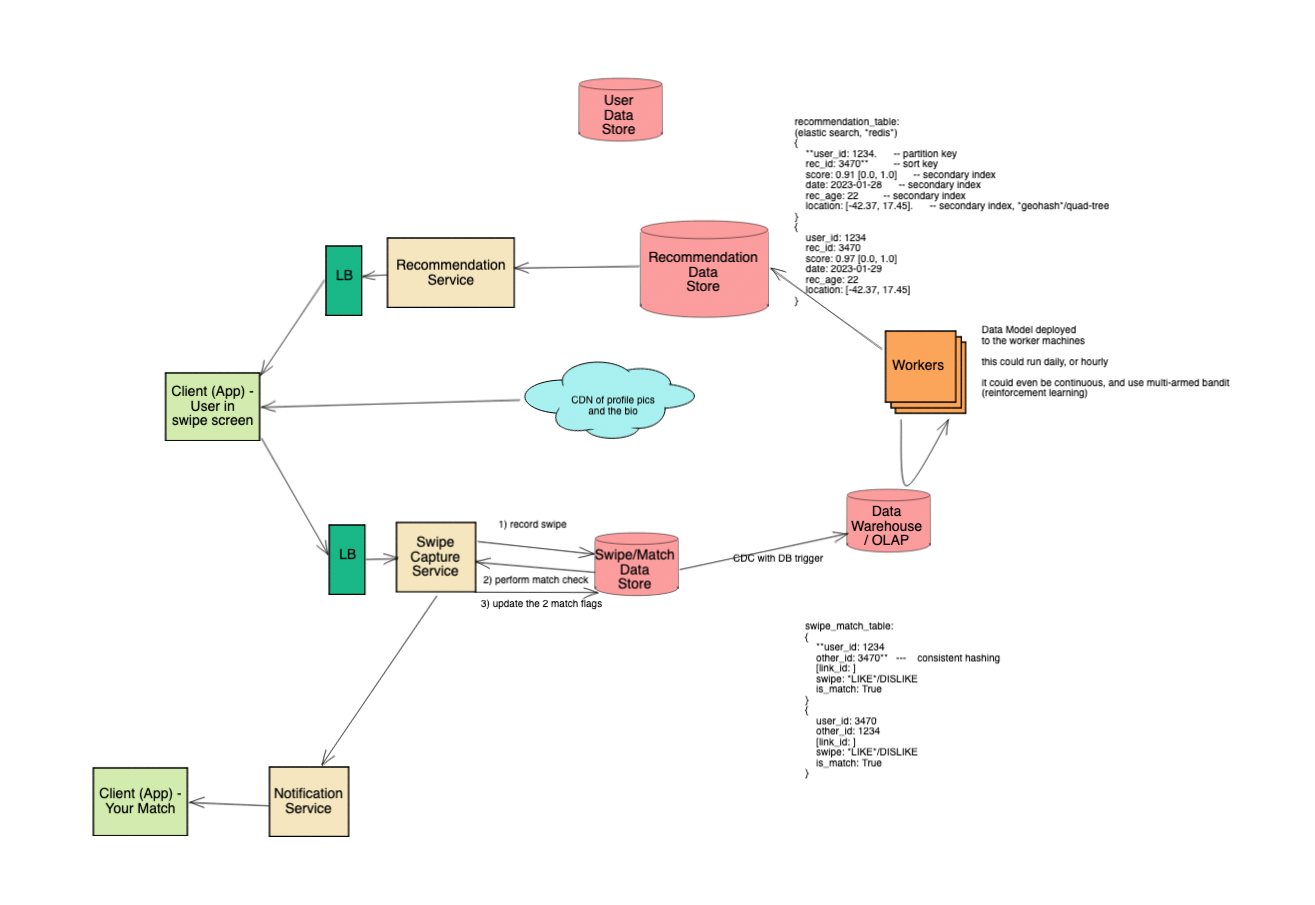 User
Data
Store
recommendation_table:
(elastic search, "redis")
{
**user_id: 1234. -- partition key
rec_id: 3470** -- sort key
score: 0.91 [0.0, 1.0] -- secondary index
date: 2023-01-28 -- secondary index
rec_age: 22 -- secondary index
location: [-42.37, 17.45]. -- secondary index, "geohash"/quad-tree
}
{
user_id: 1234
rec_id: 3470
score: 0.97 [0.0, 1.0]
date: 2023-01-29
rec_age: 22
location: [-42.37, 17.45]
}
LB
Recommendation
Service
Recommendation
Data
Store
Workers
Data Model deployed
to the worker machines
this could run daily, or hourly
it could even be continuous, and use multi-armed bandit
(reinforcement learning)
Client (App) -
User in
swipe screen
CDN of profile pics
and the bio
LB
Swipe
Capture
Service
1) record swipe
2) perform match check
3) update the 2 match flags
Swipe/Match
Data
Store
CDC with DB trigger
Data
Warehouse
/ OLAP
swipe_match_table:
{
**user_id: 1234
other_id: 3470** --- consistent hashing
[link_id: ]
swipe: "LIKE"/DISLIKE
is_match: True
}
{
user_id: 3470
other_id: 1234
[link_id: ]
swipe: "LIKE"/DISLIKE
is_match: True
}
Client (App) -
Your Match
Notification
Service